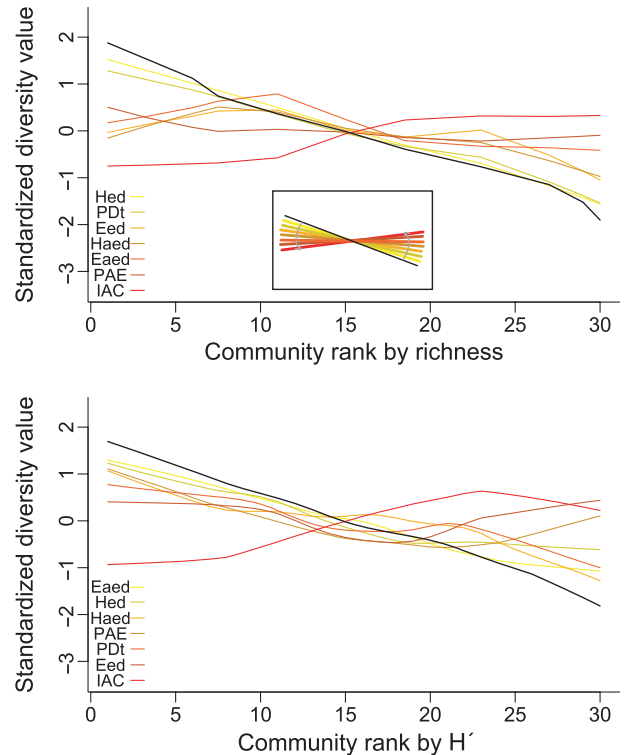 Standardized diversity value
2
1
0
-1
-2
-3
Hed
PDt
Eed
Haed
Eaed
PAE
IAC
0 5 10 15 20 25 30
Community rank by richness
Standardized diversity value
2
1
0
-1
-2
-3
Eaed
Hed
Haed
PAE
PDt
Eed
IAC
0 5 10 15 20 25 30
Community rank by H´